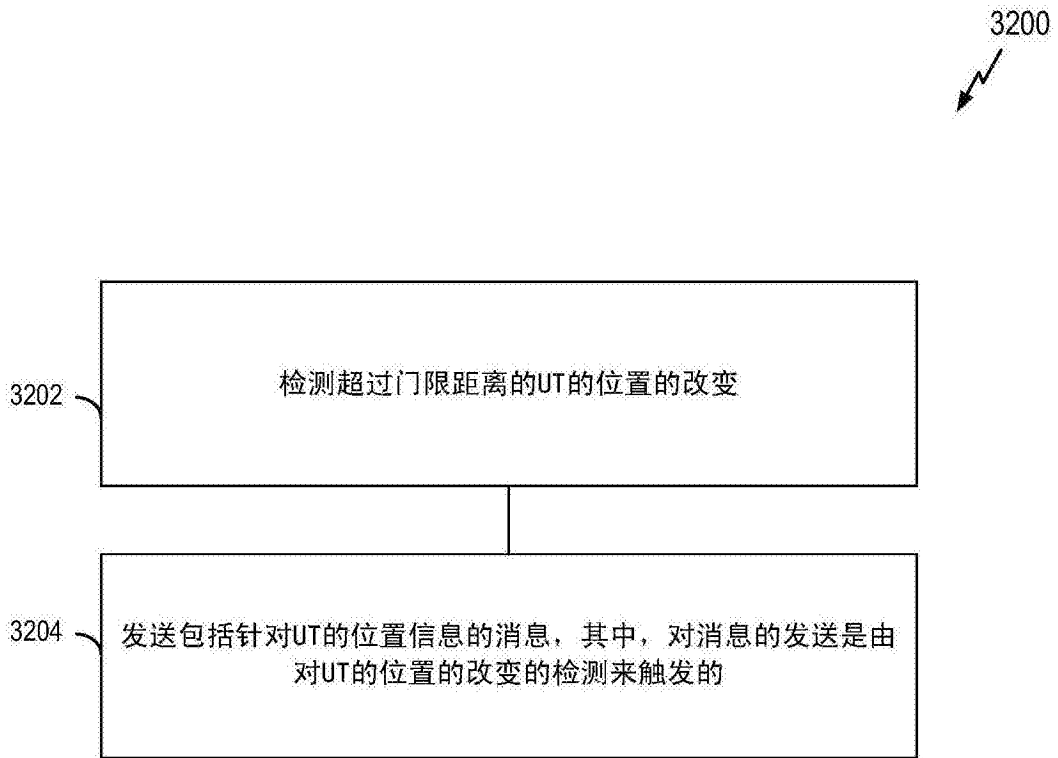 3200
3202
检测超过门限距离的UT的位置的改变
3204
发送包括针对UT的位置信息的消息，其中，对消息的发送是由
对UT的位置的改变的检测来触发的